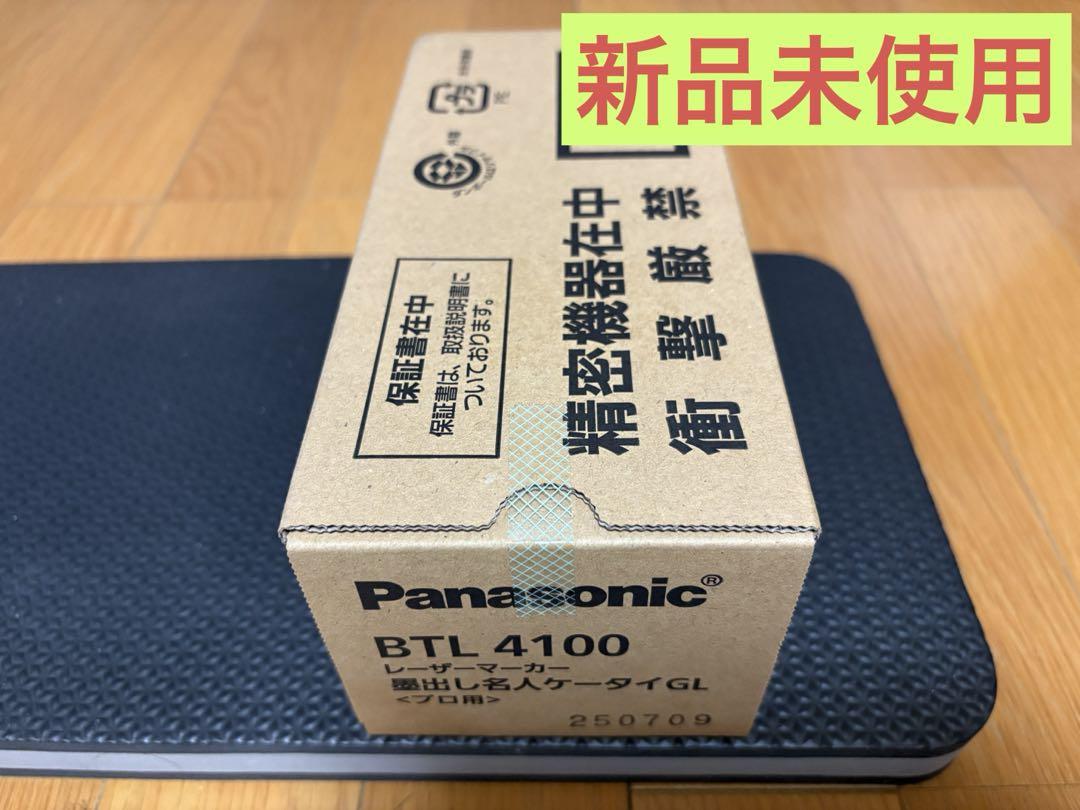 新品未使用
精密機器在中
衝撃厳禁
保証書在中
保証書は、取扱説明書に
ついております。
PE
外箱
Panasonic®
BTL 4100
レーザーマーカー
墨出し名人ケータイGL
<プロ用>
250709